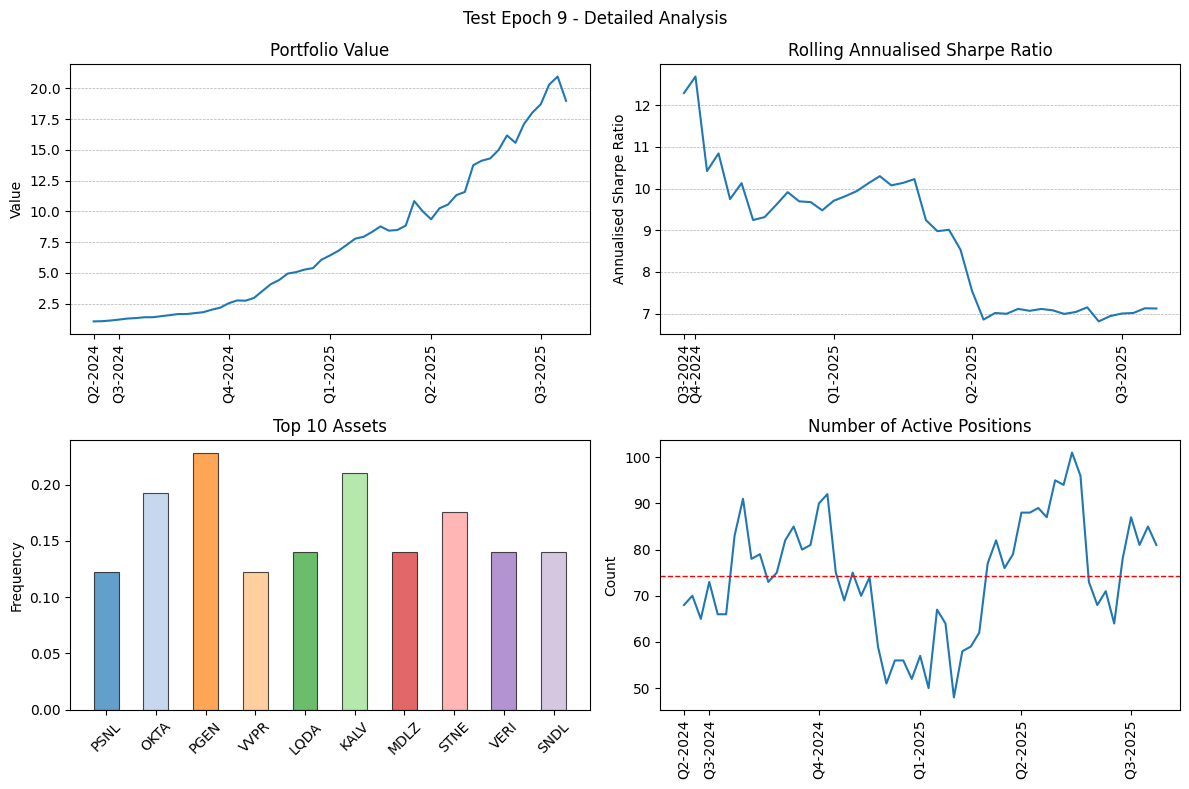 Test Epoch 9 - Detailed Analysis
Portfolio Value
Value
20.0
17.5
15.0
12.5
10.0
7.5
5.0
2.5
Q2-2024
Q3-2024
Q4-2024
Q1-2025
Q2-2025
Q3-2025
Rolling Annualised Sharpe Ratio
Annualised Sharpe Ratio
12
11
10
9
8
7
Q3-2024
Q4-2024
Q1-2025
Q2-2025
Q3-2025
Top 10 Assets
Frequency
0.20
0.15
0.10
0.05
0.00
PSNL
OKTA
PGEN
VVPR
LQDA
KALV
MDLZ
STNE
VERI
SNDL
Number of Active Positions
Count
100
90
80
70
60
50
Q2-2024
Q3-2024
Q4-2024
Q1-2025
Q2-2025
Q3-2025